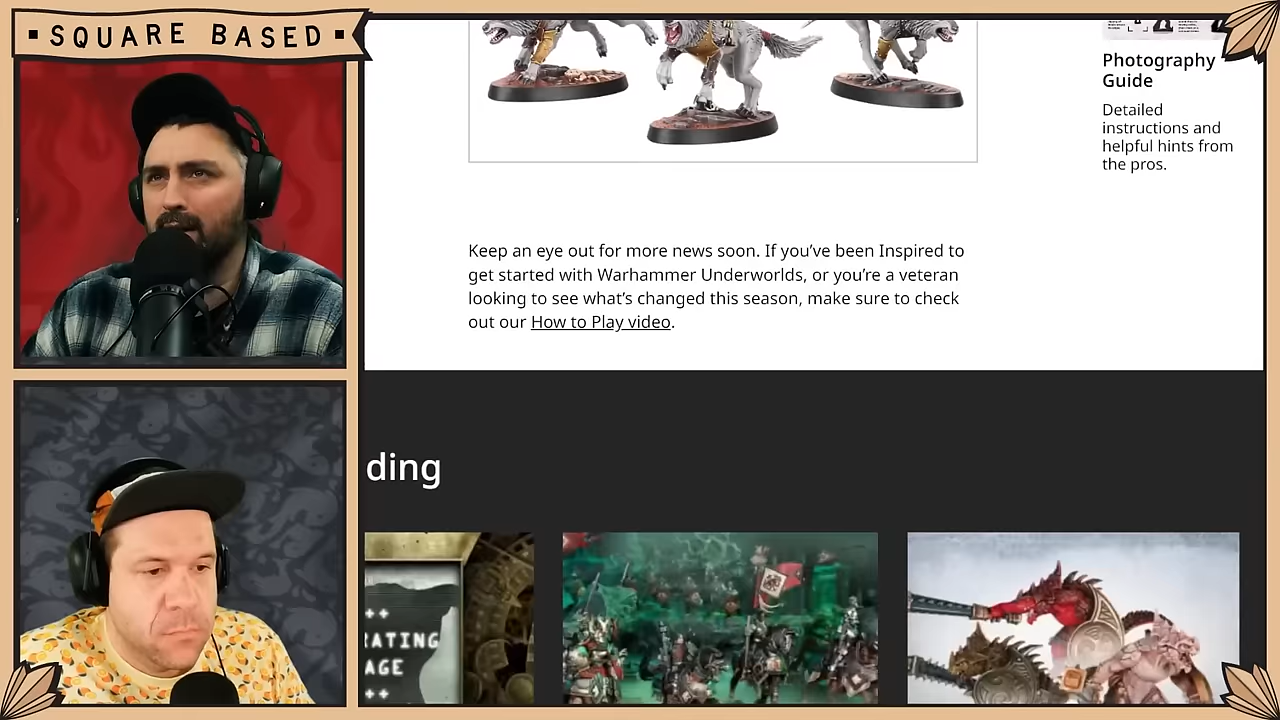 SQUARE BASED
Photography
Guide
Detailed
instructions and
helpful hints from
the pros.
Keep an eye out for more news soon. If you’ve been Inspired to
get started with Warhammer Underworlds, or you’re a veteran
looking to see what’s changed this season, make sure to check
out our How to Play video.
ding
++
RATING
AGE
++